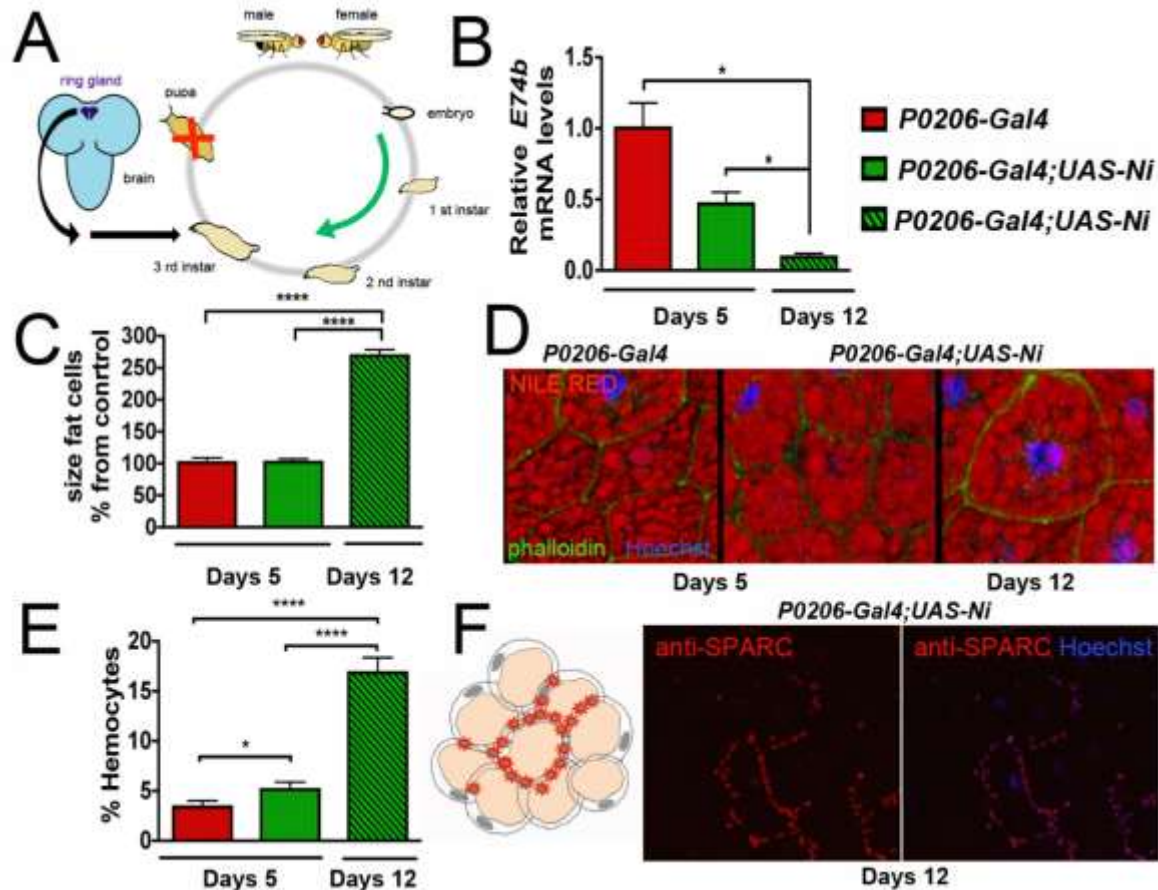 A
male
female
ring gland
pupa
embryo
brain
1 st instar
3 rd instar
2 nd instar
B
Relative E74b
mRNA levels
1.5
1.0
0.5
0.0
*
*
Days 5
Days 12
P0206-Gal4
P0206-Gal4;UAS-Ni
P0206-Gal4;UAS-Ni
C
size fat cells
% from contrtrol
300
250
200
150
100
50
0
****
****
Days 5
Days 12
D
P0206-Gal4
P0206-Gal4;UAS-Ni
NILE RED
phalloidin
Hoechst
Days 5
Days 12
E
% Hemocytes
20
15
10
5
0
****
****
*
Days 5
Days 12
F
P0206-Gal4;UAS-Ni
anti-SPARC
anti-SPARC Hoechst
Days 12